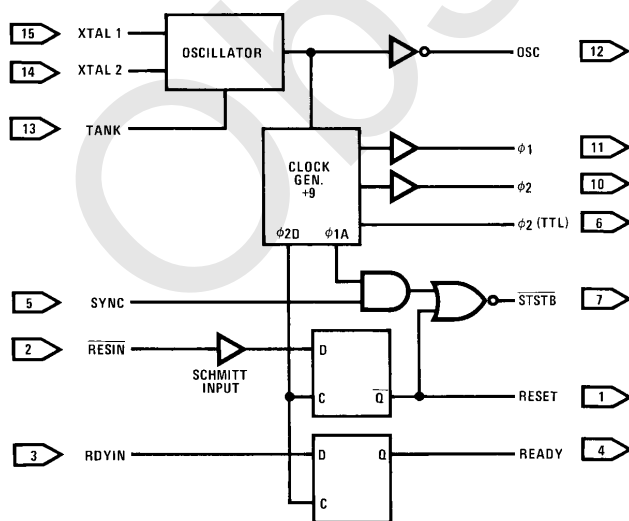 15 XTAL 1
OSCILLATOR
OSC 12
14 XTAL 2
13 TANK
CLOCK
GEN.
+9
φ1 11
φ2 10
φ2 (TTL) 6
φ2D φ1A
5 SYNC
STSTB 7
2 RESIN
SCHMITT
INPUT
D
C Q
RESET 1
3 RDYIN
D Q
READY 4
C
Obs